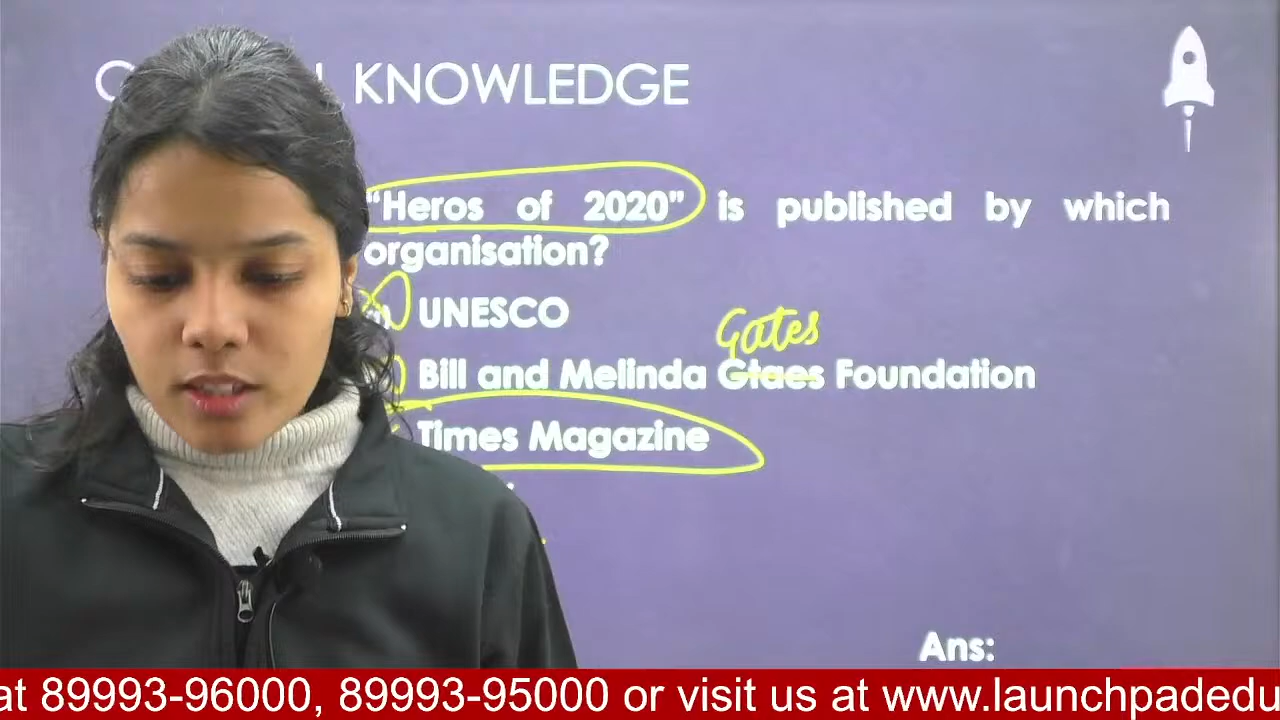 KNOWLEDGE
"Heros of 2020" is published by which
organisation?
UNESCO
Gates
Bill and Melinda Gtaes Foundation
Times Magazine
Ans:
at 89993-96000, 89993-95000 or visit us at www.launchpadedu